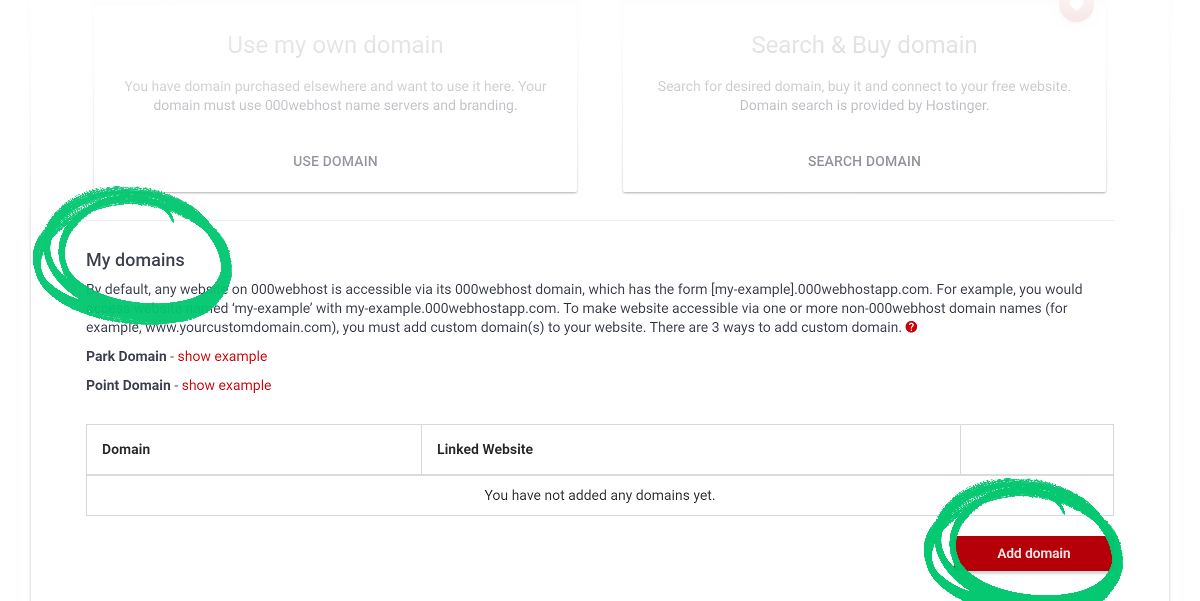 Use my own domain
You have domain purchased elsewhere and want to use it here. Your
domain must use 000webhost name servers and branding.
USE DOMAIN
Search & Buy domain
Search for desired domain, buy it and connect to your free website.
Domain search is provided by Hostinger.
SEARCH DOMAIN
My domains
By default, any website on 000webhost is accessible via its 000webhost domain, which has the form [my-example].000webhostapp.com. For example, you would
website named ‘my-example’ with my-example.000webhostapp.com. To make website accessible via one or more non-000webhost domain names (for
example, www.yourcustomdomain.com), you must add custom domain(s) to your website. There are 3 ways to add custom domain. ?
Park Domain - show example
Point Domain - show example
Domain Linked Website
You have not added any domains yet.
Add domain